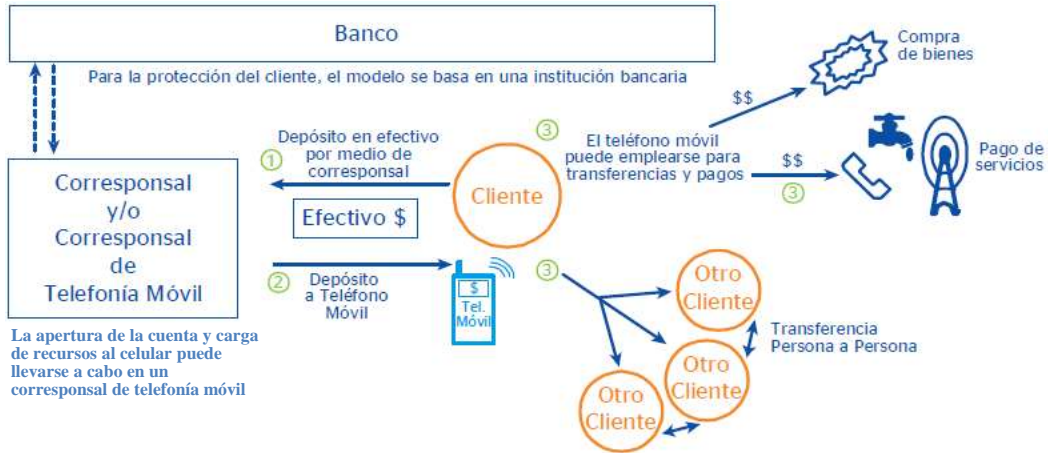 Banco
Para la protección del cliente, el modelo se basa en una institución bancaria
Compra
de bienes
$$
Pago de
servicios
$$
3
3
El teléfono móvil
puede emplearse para
transferencias y pagos
Depósito en efectivo
por medio de
corresponsal
1
Cliente
Efectivo $
Corresponsal
y/o
Corresponsal
de
Telefonía Móvil
2
Depósito
a Teléfono
Móvil
$
Tel.
Móvil
3
Otro
Cliente
Transferencia
Persona a Persona
Otro
Cliente
Otro
Cliente
La apertura de la cuenta y carga
de recursos al celular puede
llevarse a cabo en un
corresponsal de telefonía móvil